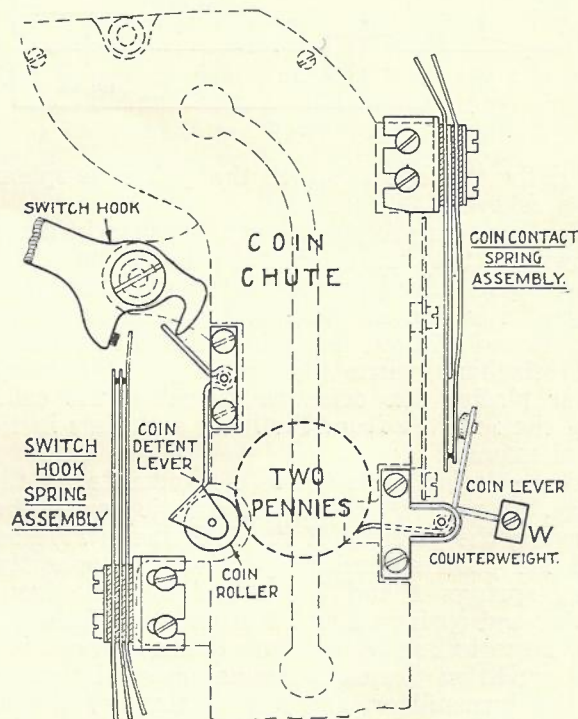 SWITCH HOOK
COIN
CHUTE
COIN CONTACT
SPRING
ASSEMBLY.
COIN
DETENT
LEVER
SWITCH
HOOK
SPRING
ASSEMBLY
TWO
PENNIES
COIN LEVER
W
COUNTERWEIGHT.
COIN
ROLLER